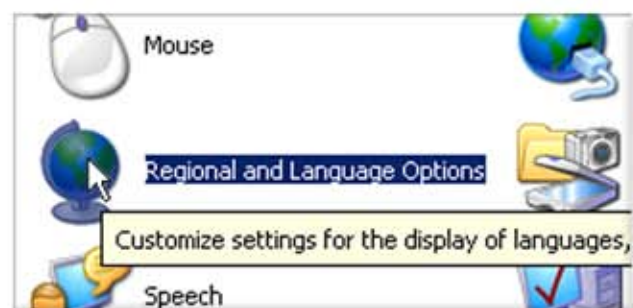 Mouse
Regional and Language Options
Customize settings for the display of languages,
Speech